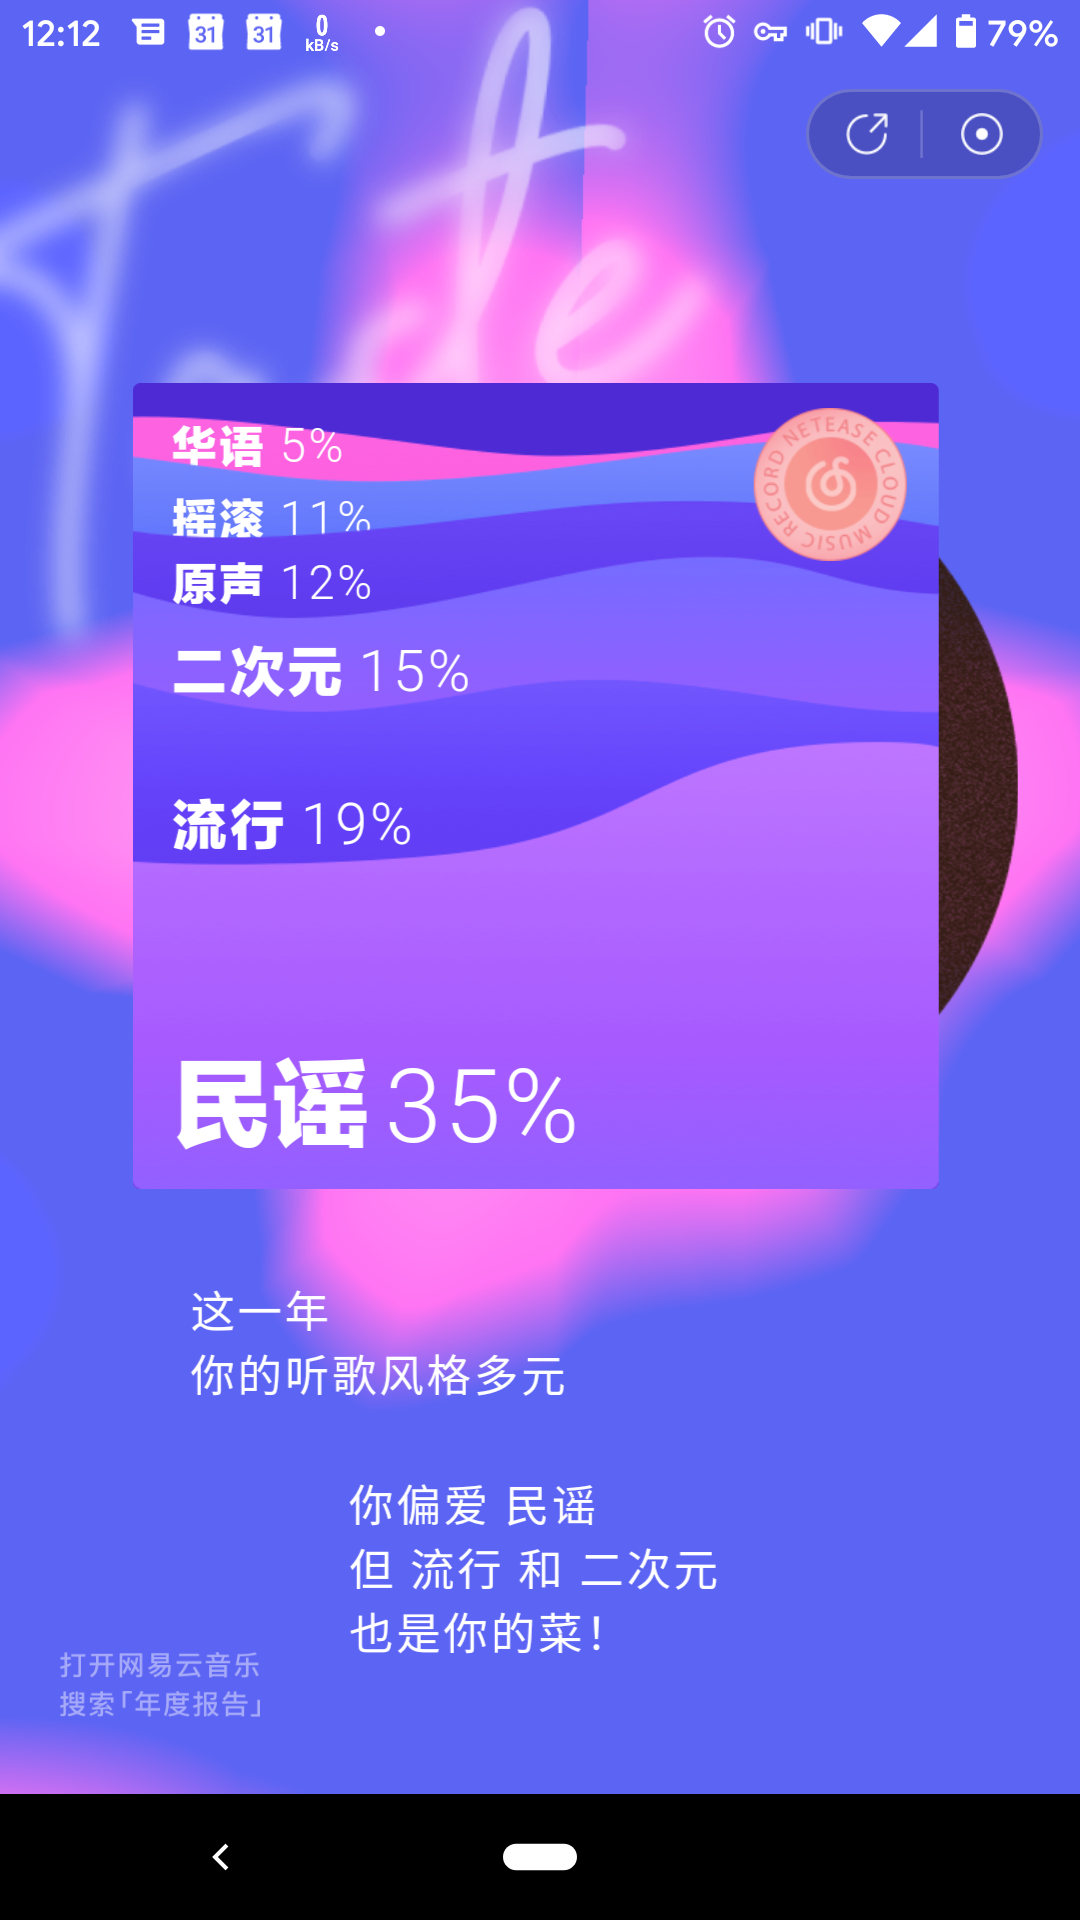 12:12
31
31
0
kB/s
79%
Taste
NETEASE CLOUD MUSIC RECORD
华语 5%
摇滚 11%
原声 12%
二次元 15%
流行 19%
民谣 35%
这一年
你的听歌风格多元
你偏爱 民谣
但 流行 和 二次元
也是你的菜!
打开网易云音乐
搜索「年度报告」